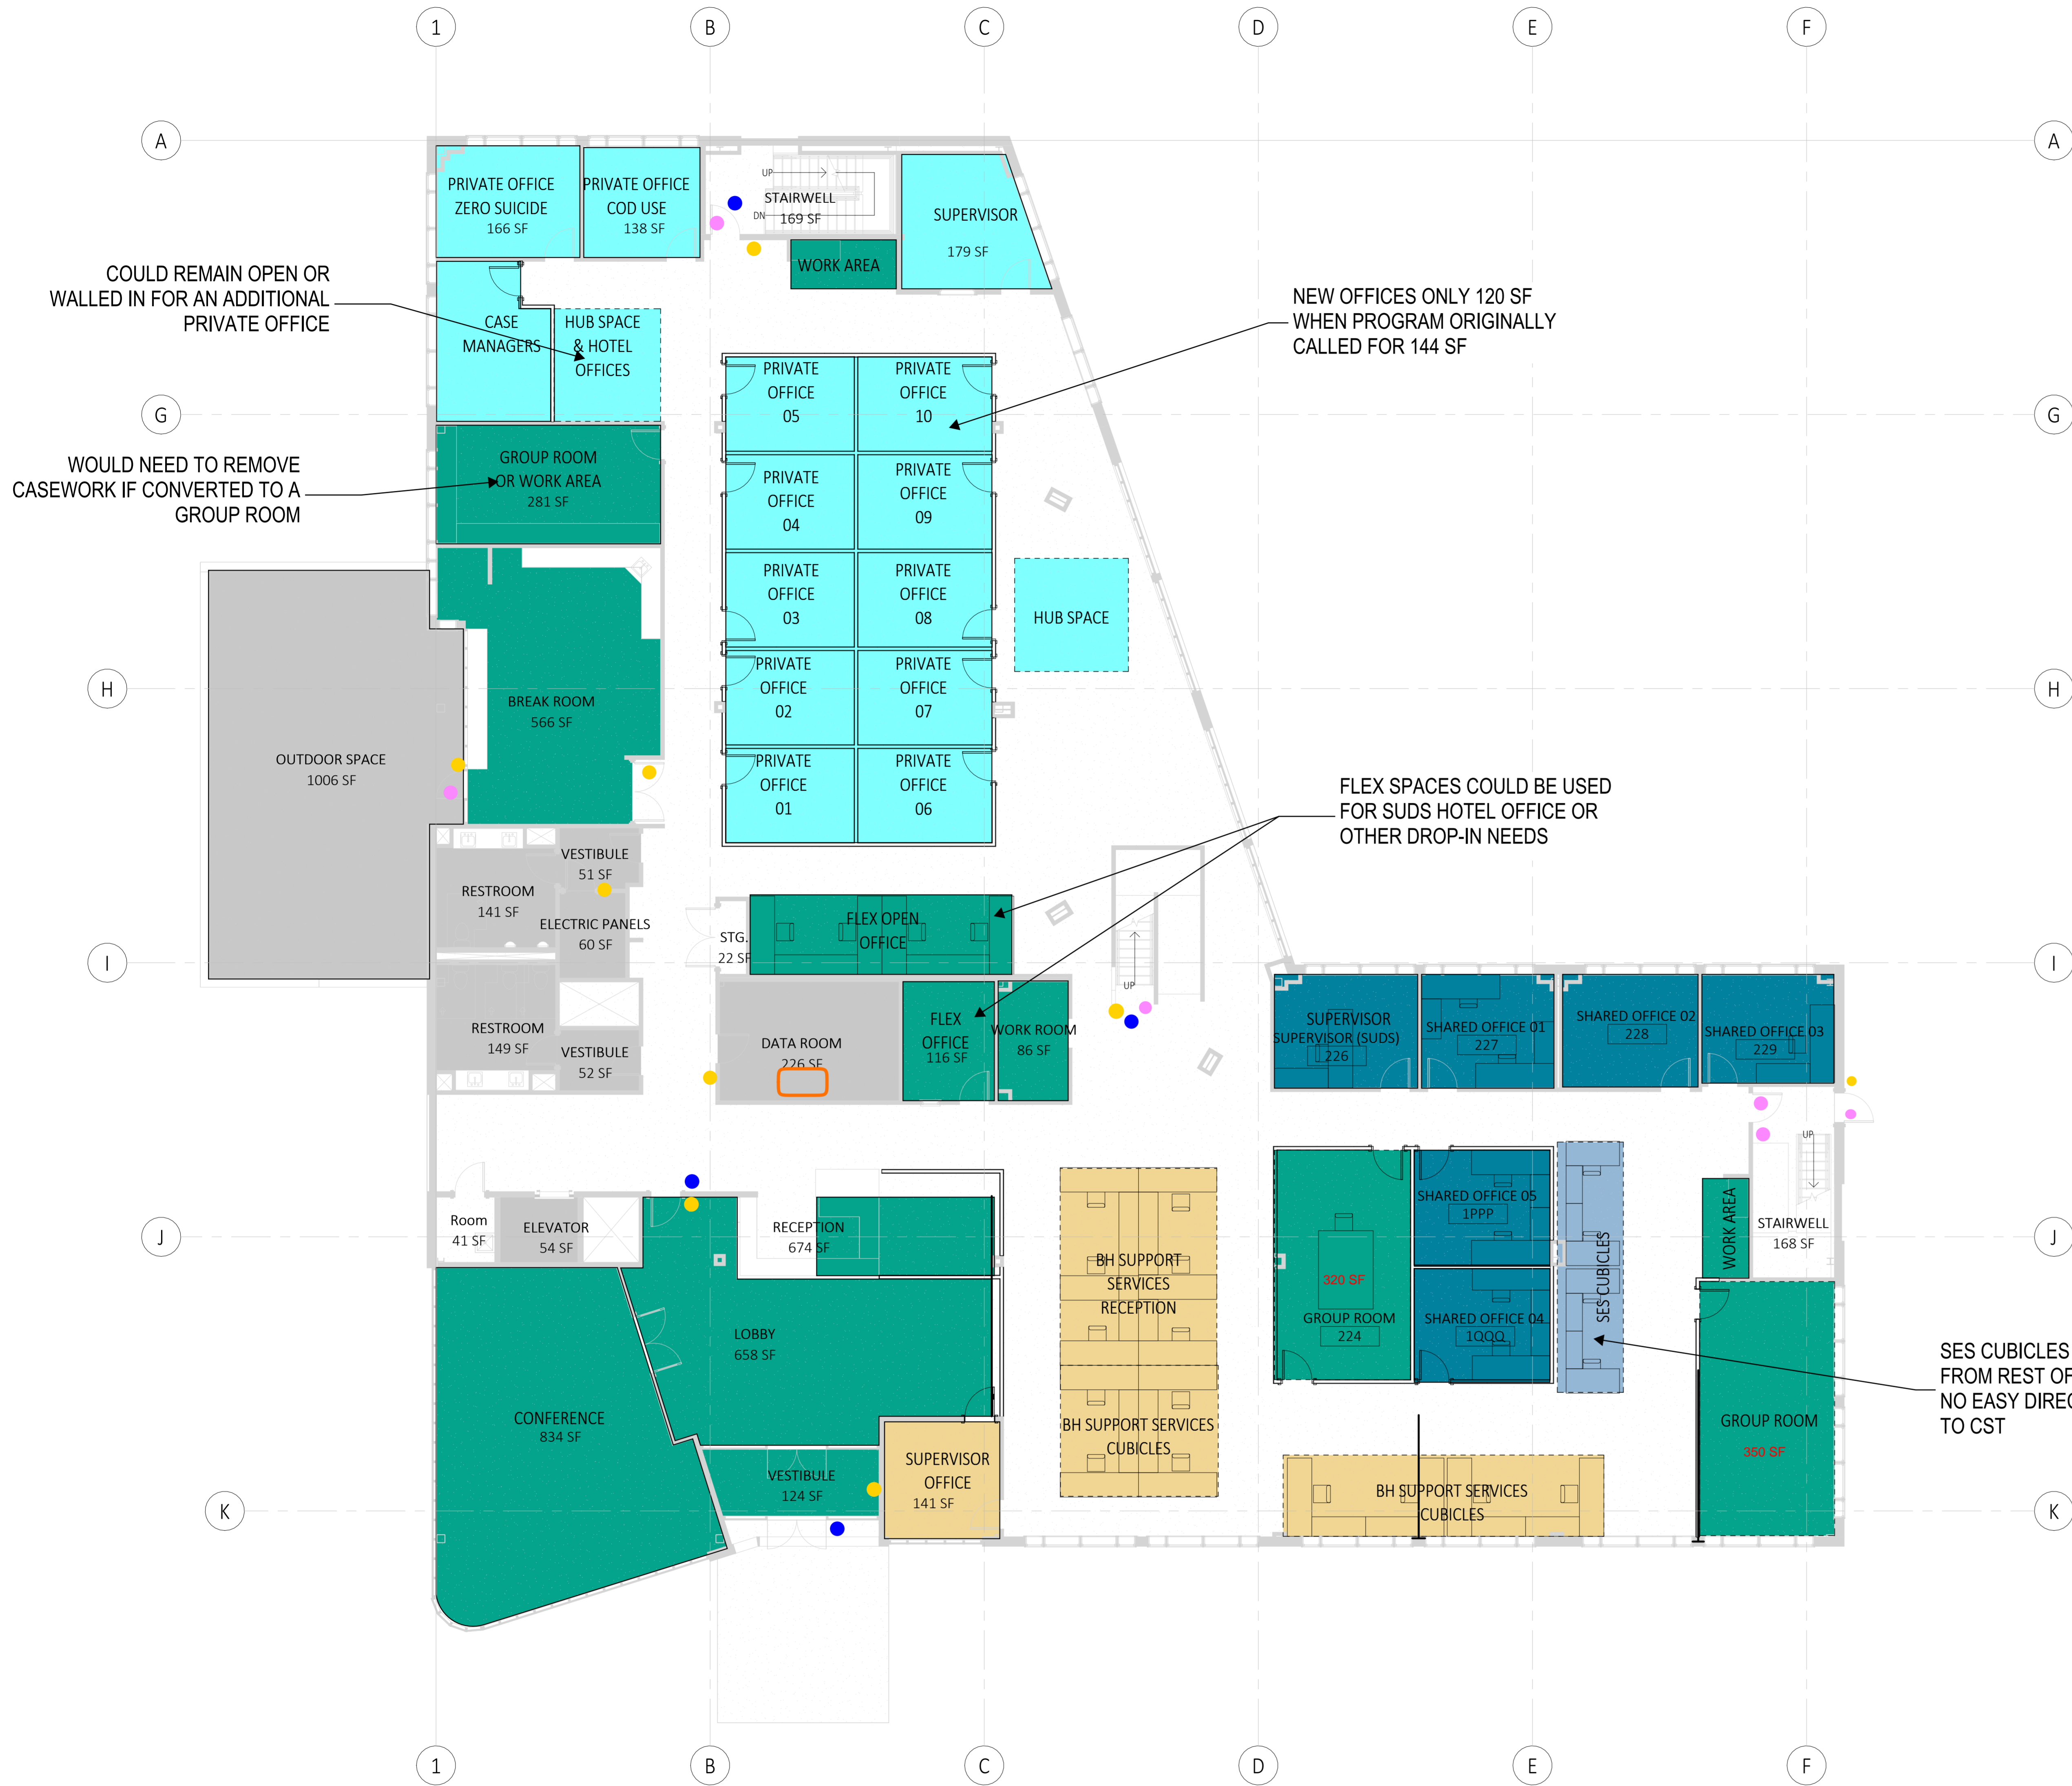 1
B
C
D
E
F
A
A
PRIVATE OFFICE
ZERO SUICIDE
166 SF
PRIVATE OFFICE
COD USE
138 SF
UP
DN
STAIRWELL
169 SF
SUPERVISOR
179 SF
WORK AREA
COULD REMAIN OPEN OR
WALLED IN FOR AN ADDITIONAL
PRIVATE OFFICE
CASE
MANAGERS
HUB SPACE
& HOTEL
OFFICES
NEW OFFICES ONLY 120 SF
WHEN PROGRAM ORIGINALLY
CALLED FOR 144 SF
PRIVATE
OFFICE
05
PRIVATE
OFFICE
10
G
G
WOULD NEED TO REMOVE
CASEWORK IF CONVERTED TO A
GROUP ROOM
GROUP ROOM
OR WORK AREA
281 SF
PRIVATE
OFFICE
04
PRIVATE
OFFICE
09
PRIVATE
OFFICE
03
PRIVATE
OFFICE
08
HUB SPACE
H
H
BREAK ROOM
566 SF
PRIVATE
OFFICE
02
PRIVATE
OFFICE
07
OUTDOOR SPACE
1006 SF
PRIVATE
OFFICE
01
PRIVATE
OFFICE
06
FLEX SPACES COULD BE USED
FOR SUDS HOTEL OFFICE OR
OTHER DROP-IN NEEDS
VESTIBULE
51 SF
RESTROOM
141 SF
ELECTRIC PANELS
60 SF
STG.
22 SF
FLEX OPEN
OFFICE
I
I
UP
RESTROOM
149 SF
VESTIBULE
52 SF
DATA ROOM
226 SF
FLEX
OFFICE
116 SF
WORK ROOM
86 SF
SUPERVISOR
SUPERVISOR (SUDS)
226
SHARED OFFICE 01
227
SHARED OFFICE 02
228
SHARED OFFICE 03
229
Room
41 SF
ELEVATOR
54 SF
RECEPTION
674 SF
J
J
BH SUPPORT
SERVICES
RECEPTION
320 SF
GROUP ROOM
224
SHARED OFFICE 05
1PPP
SHARED OFFICE 04
1QQQ
SES CUBICLES
WORK AREA
UP
STAIRWELL
168 SF
LOBBY
658 SF
SES CUBICLES
FROM REST OF
NO EASY DIREC
TO CST
CONFERENCE
834 SF
BH SUPPORT SERVICES
CUBICLES
GROUP ROOM
350 SF
VESTIBULE
124 SF
SUPERVISOR
OFFICE
141 SF
BH SUPPORT SERVICES
CUBICLES
K
K
1
B
C
D
E
F